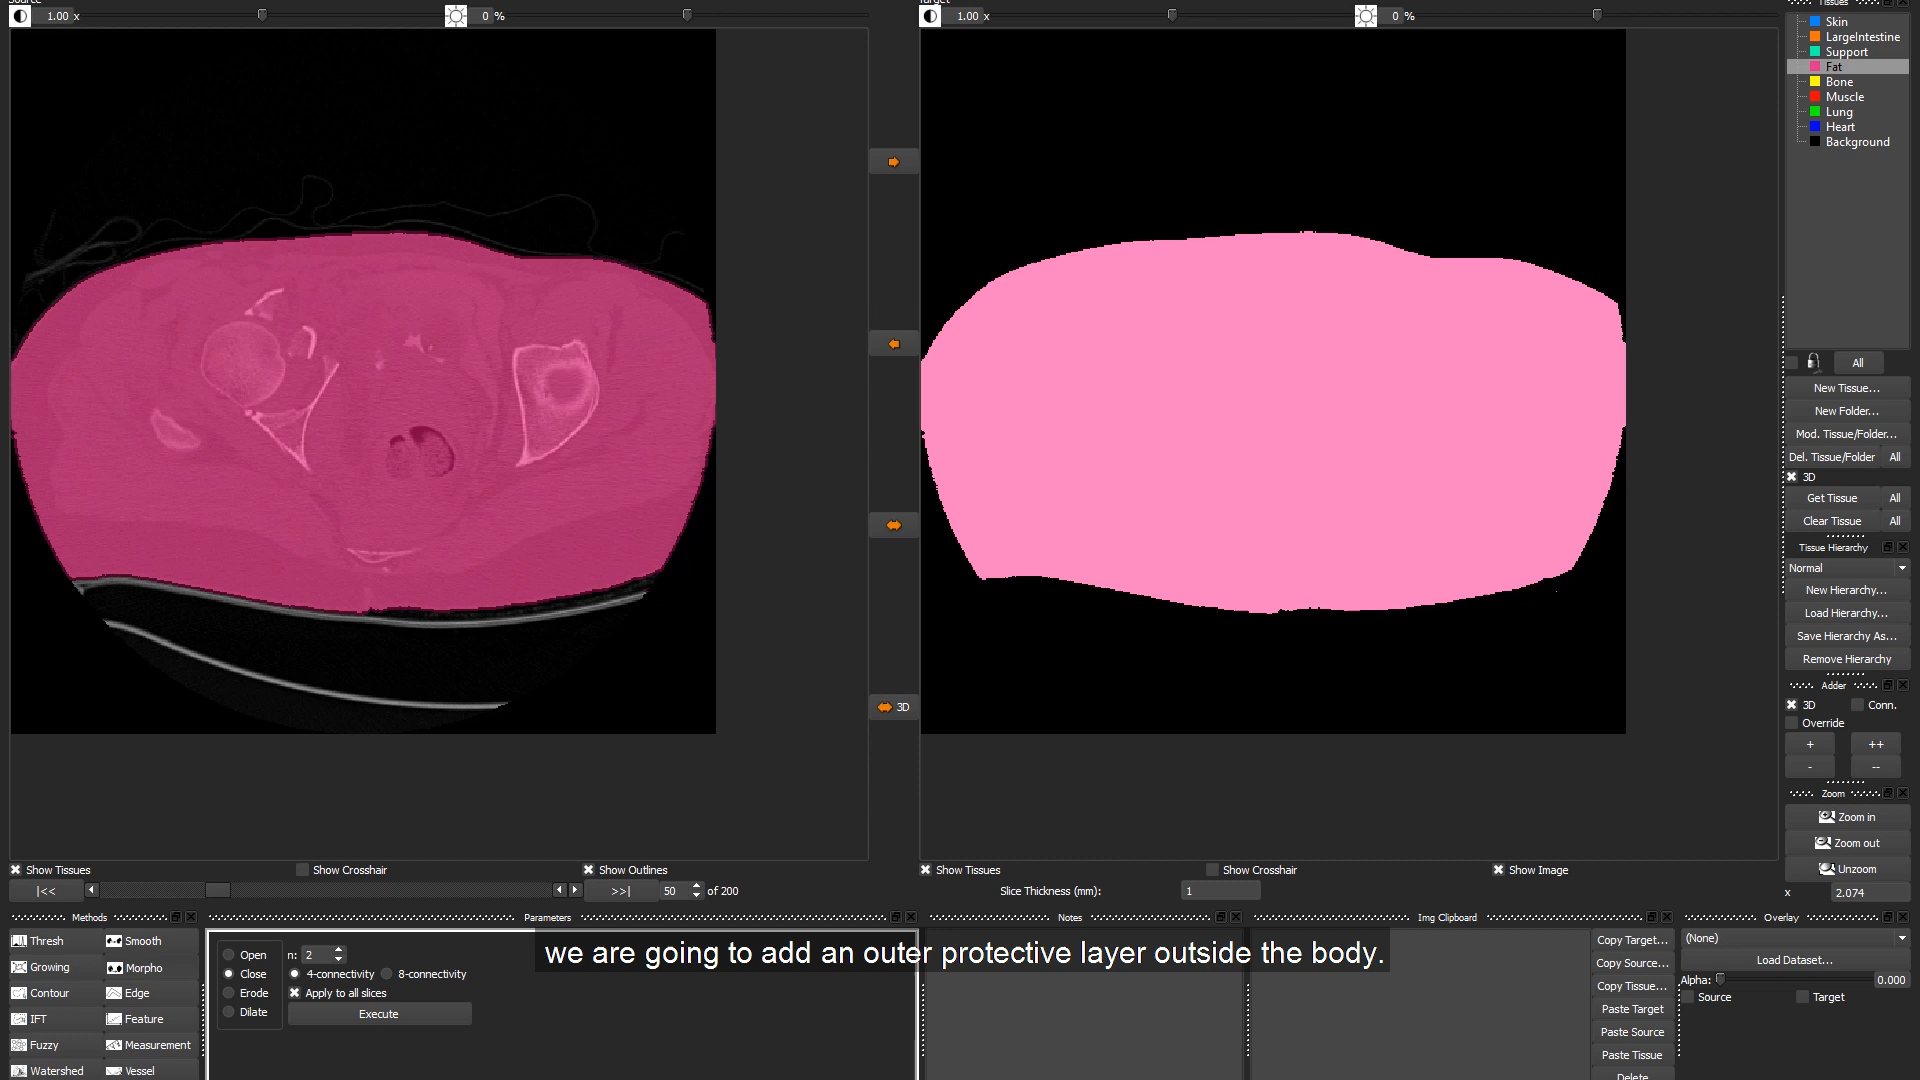 Source
1.00 x
0 %
Target
1.00 x
0 %
Tissues
Skin
LargeIntestine
Support
Fat
Bone
Muscle
Lung
Heart
Background
All
New Tissue...
New Folder...
Mod. Tissue/Folder...
Del. Tissue/Folder All
3D
Get Tissue All
Clear Tissue All
Tissue Hierarchy
Normal
New Hierarchy...
Load Hierarchy...
Save Hierarchy As...
Remove Hierarchy
Adder
3D Conn.
Override
+ ++
- --
Zoom
Zoom in
Zoom out
Unzoom
x 2.074
3D
Show Tissues Show Crosshair Show Outlines
|<< >>| 50 of 200
Show Tissues Show Crosshair Show Image
Slice Thickness (mm): 1
Methods
Thresh Smooth
Growing Morpho
Contour Edge
IFT Feature
Fuzzy Measurement
Watershed Vessel
Parameters
Open n: 2
Close 4-connectivity 8-connectivity
Erode Apply to all slices
Dilate Execute
Notes
Img Clipboard
Copy Target...
Copy Source...
Copy Tissue...
Paste Target
Paste Source
Paste Tissue
Delete
Overlay
(None)
Load Dataset...
Alpha: 0.000
Source Target
we are going to add an outer protective layer outside the body.